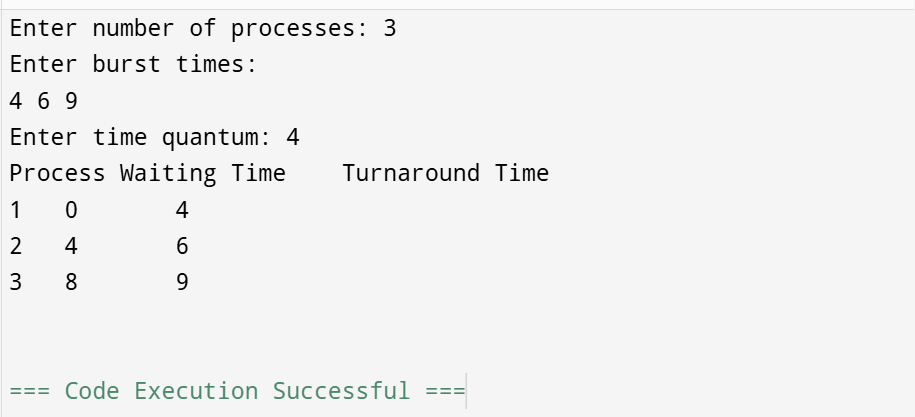 Enter number of processes: 3
Enter burst times:
4 6 9
Enter time quantum: 4
Process Waiting Time    Turnaround Time
1   0       4
2   4       6
3   8       9
=== Code Execution Successful ===